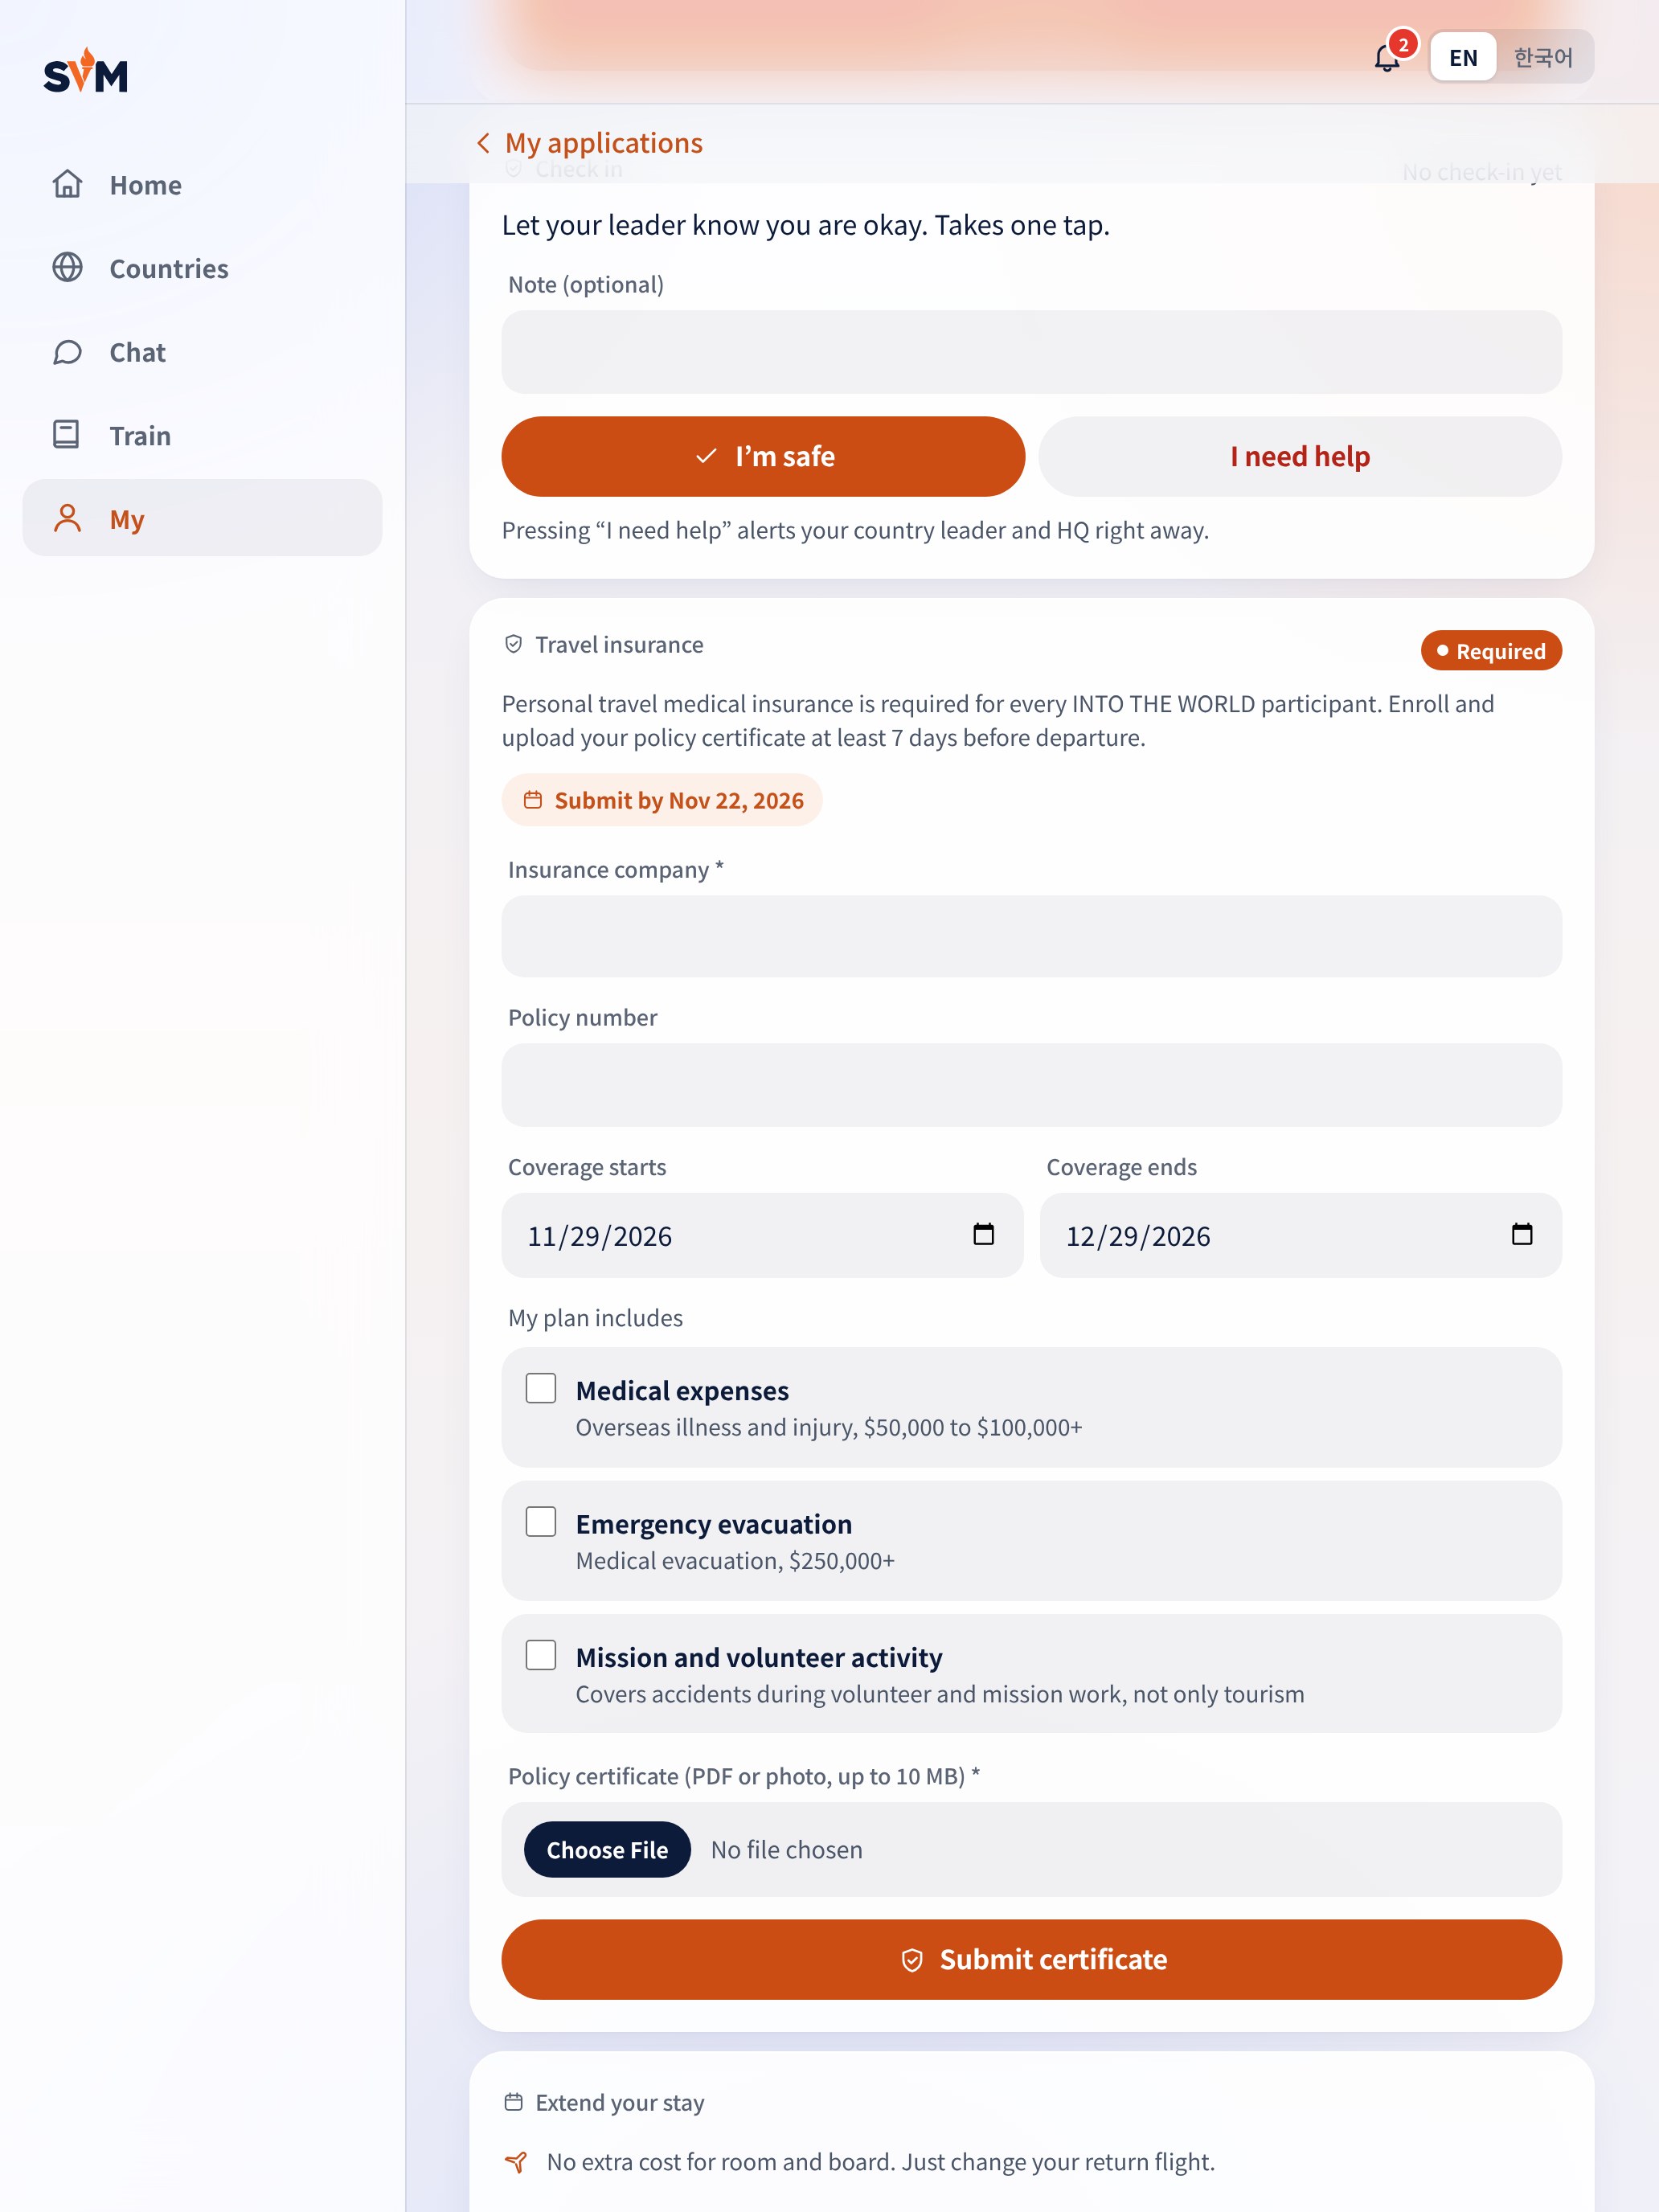 SVM
Home
Countries
Chat
Train
My
2
EN
한국어
My applications
Check in
No check-in yet
Let your leader know you are okay. Takes one tap.
Note (optional)
I’m safe
I need help
Pressing “I need help” alerts your country leader and HQ right away.
Travel insurance
Required
Personal travel medical insurance is required for every INTO THE WORLD participant. Enroll and
upload your policy certificate at least 7 days before departure.
Submit by Nov 22, 2026
Insurance company *
Policy number
Coverage starts
Coverage ends
11/29/2026
12/29/2026
My plan includes
Medical expenses
Overseas illness and injury, $50,000 to $100,000+
Emergency evacuation
Medical evacuation, $250,000+
Mission and volunteer activity
Covers accidents during volunteer and mission work, not only tourism
Policy certificate (PDF or photo, up to 10 MB) *
Choose File
No file chosen
Submit certificate
Extend your stay
No extra cost for room and board. Just change your return flight.